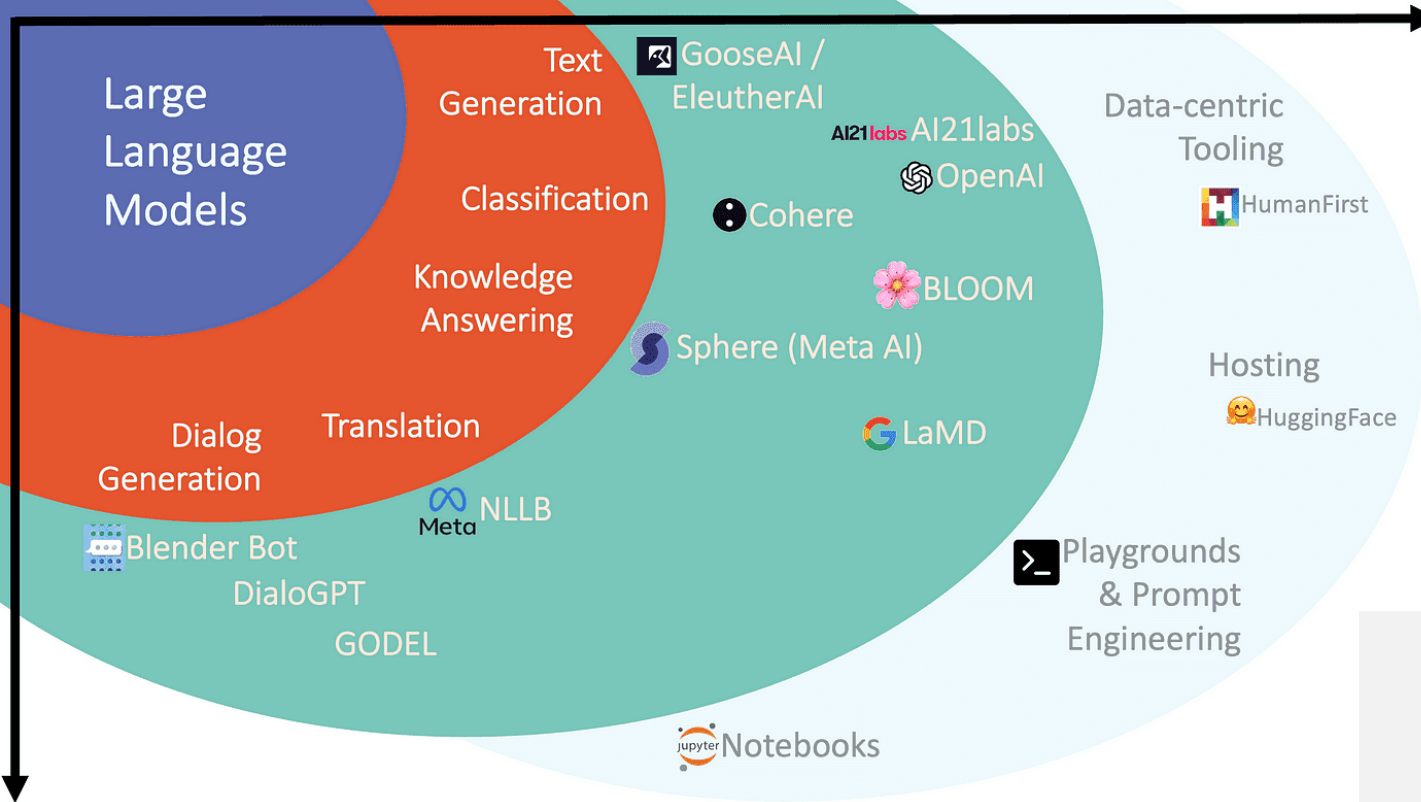 Large
Language
Models
Text
Generation
Classification
Knowledge
Answering
Translation
Dialog
Generation
GooseAI /
EleutherAI
AI21labs AI21labs
OpenAI
Cohere
BLOOM
Sphere (Meta AI)
LaMD
Meta NLLB
Blender Bot
DialoGPT
GODEL
Data-centric
Tooling
HumanFirst
Hosting
HuggingFace
Playgrounds
& Prompt
Engineering
jupyter Notebooks